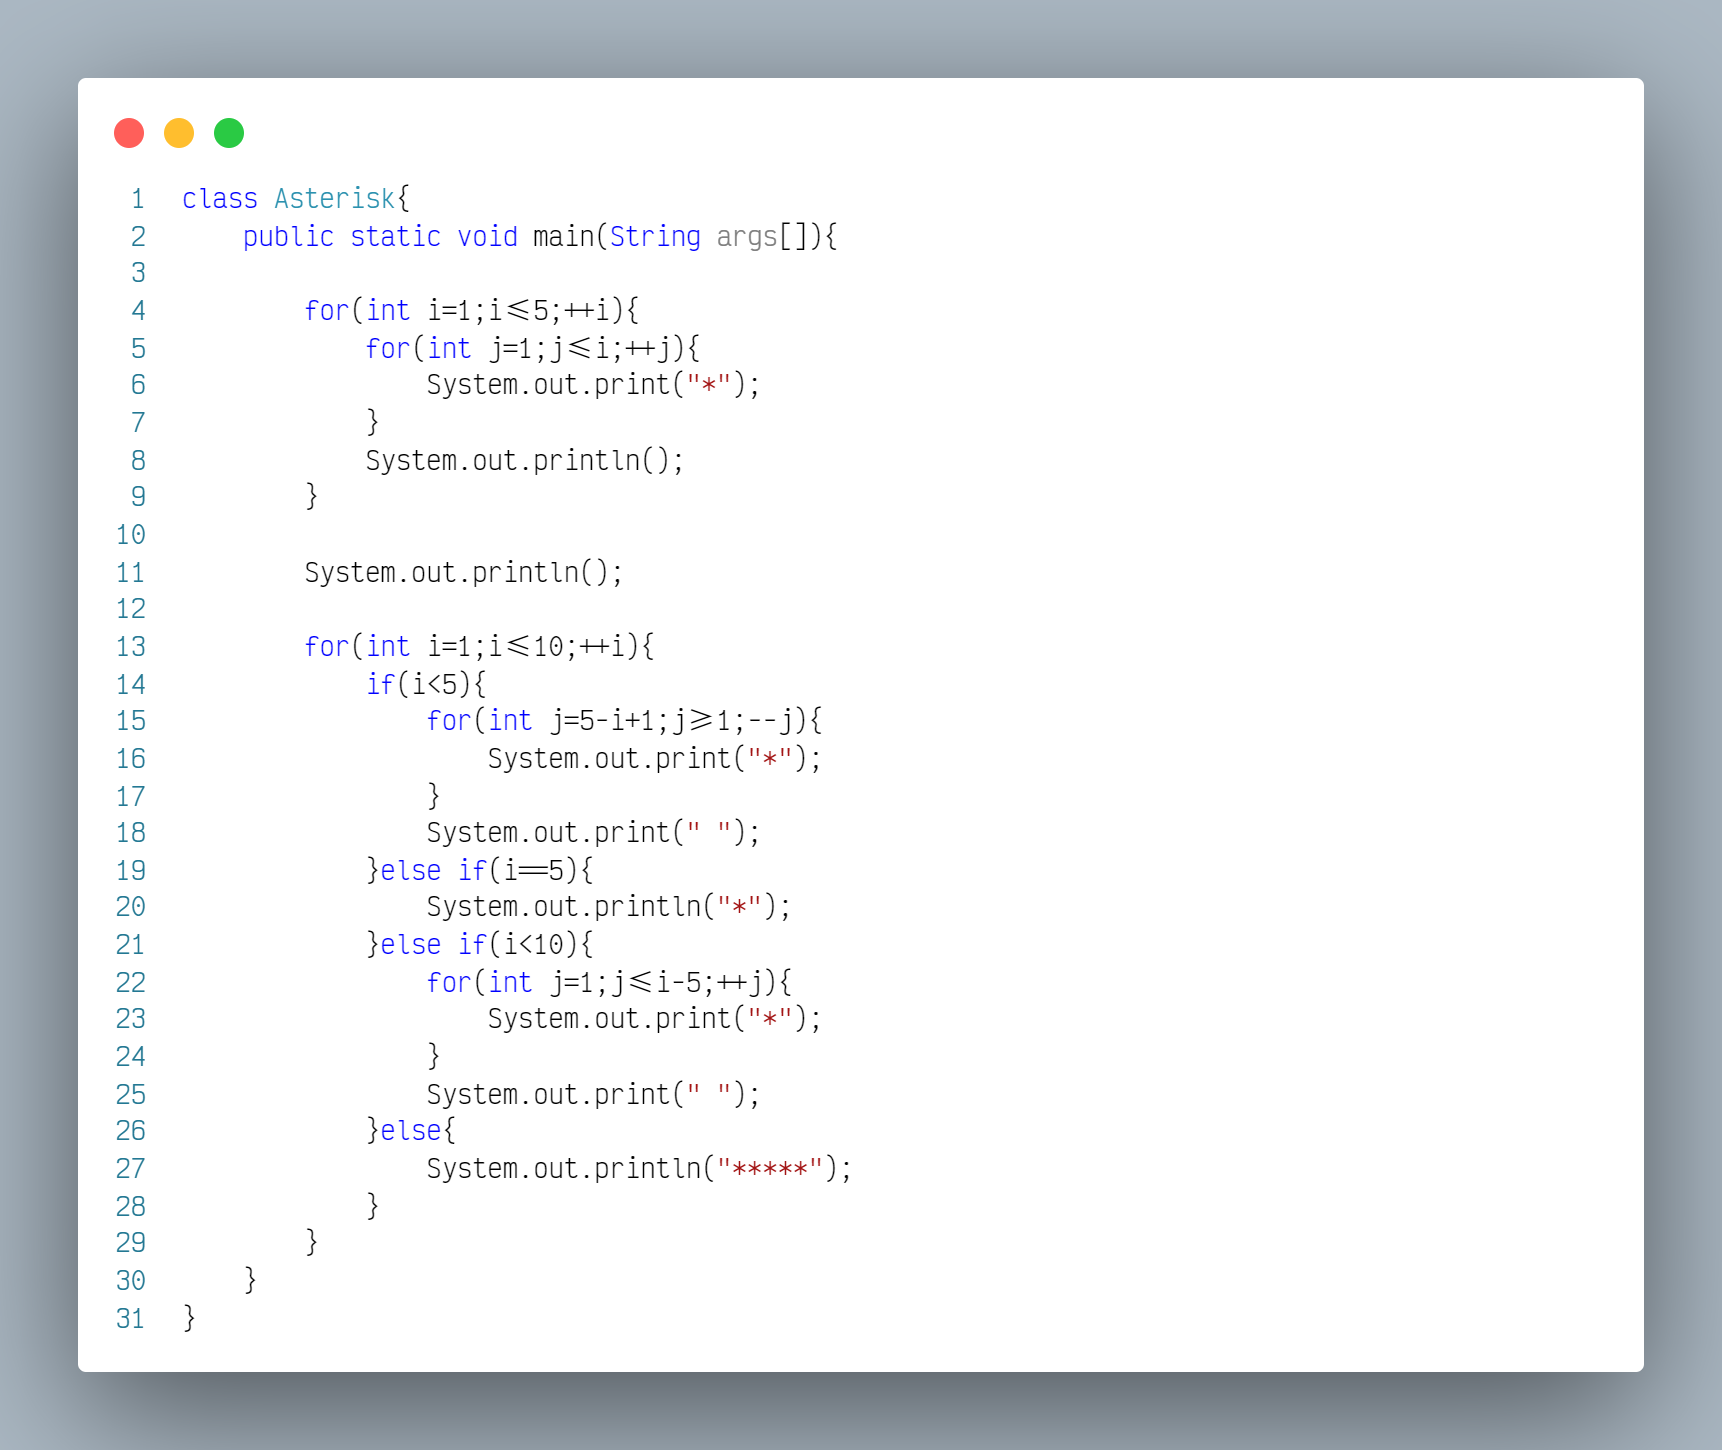 1 class Asterisk{
2     public static void main(String args[]){
3
4         for(int i=1;i<=5;++i){
5             for(int j=1;j<=i;++j){
6                 System.out.print("*");
7             }
8             System.out.println();
9         }
10
11         System.out.println();
12
13         for(int i=1;i<=10;++i){
14             if(i<5){
15                 for(int j=5-i+1;j>=1;--j){
16                     System.out.print("*");
17                 }
18                 System.out.print(" ");
19             }else if(i==5){
20                 System.out.println("*");
21             }else if(i<10){
22                 for(int j=1;j<=i-5;++j){
23                     System.out.print("*");
24                 }
25                 System.out.print(" ");
26             }else{
27                 System.out.println("*****");
28             }
29         }
30     }
31 }